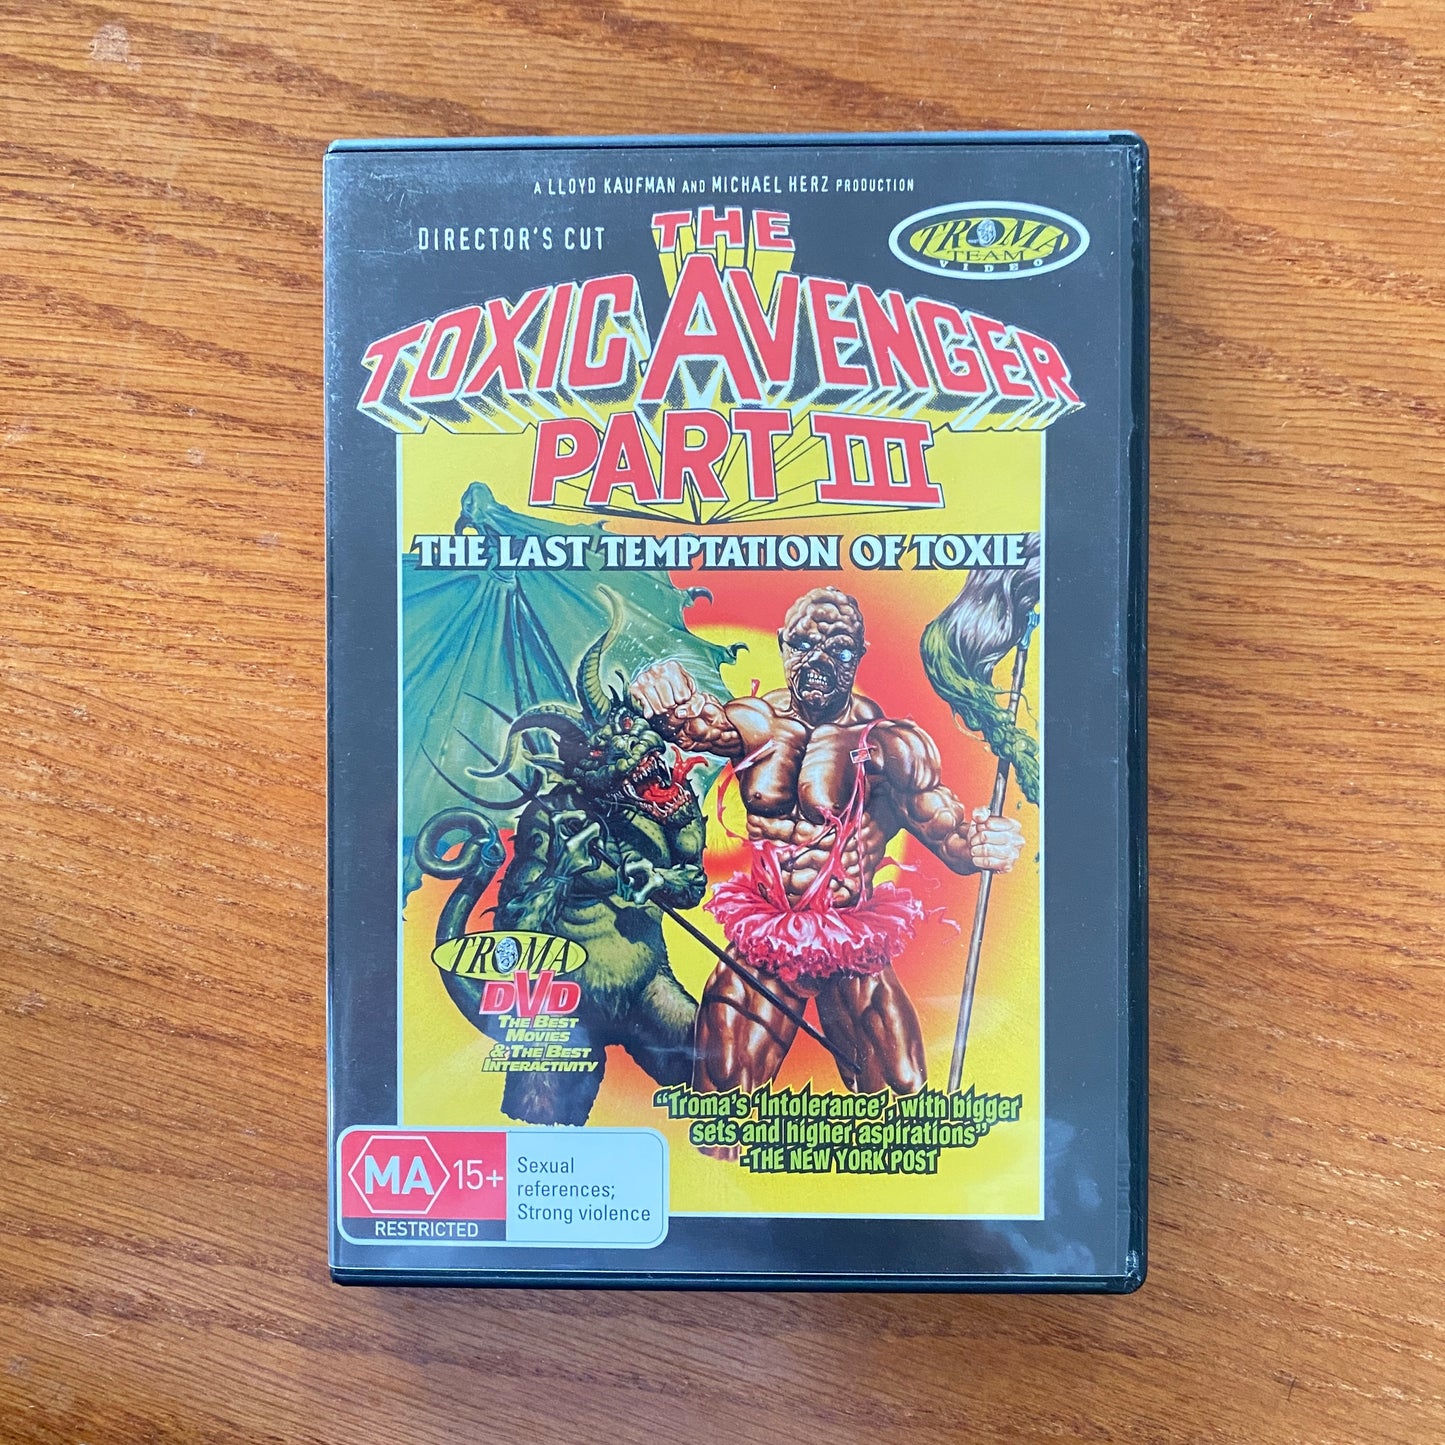 A LLOYD KAUFMAN AND MICHAEL HERZ PRODUCTION
DIRECTOR'S CUT
THE
TOXIC AVENGER
PART III
TROMA
TEAM
VIDEO
THE LAST TEMPTATION OF TOXIE
TROMA
DVD
THE BEST
MOVIES
& THE BEST
INTERACTIVITY
"Troma's 'Intolerance', with bigger
sets and higher aspirations"
-THE NEW YORK POST
MA 15+
RESTRICTED
Sexual
references;
Strong violence